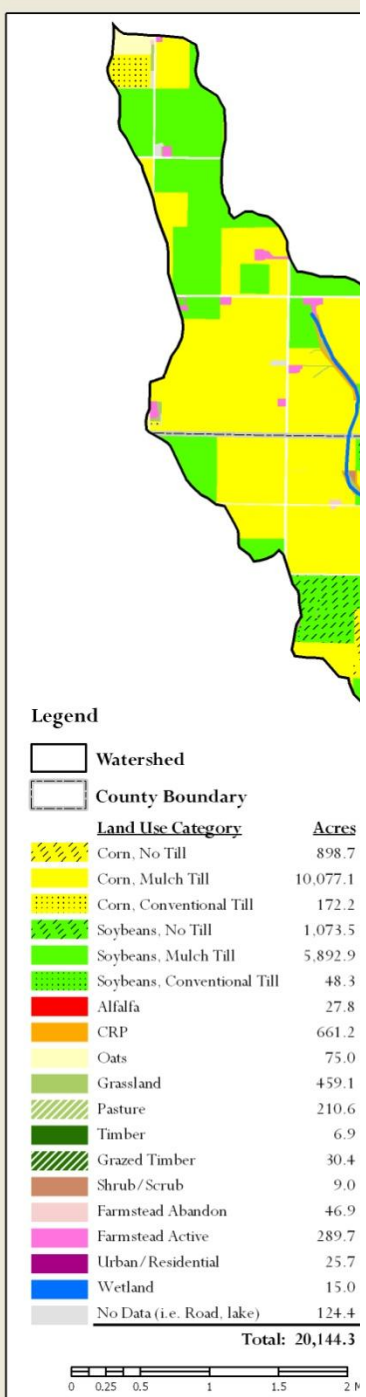 Legend
Watershed
County Boundary
Land Use Category Acres
Corn, No Till 898.7
Corn, Mulch Till 10,077.1
Corn, Conventional Till 172.2
Soybeans, No Till 1,073.5
Soybeans, Mulch Till 5,892.9
Soybeans, Conventional Till 48.3
Alfalfa 27.8
CRP 661.2
Oats 75.0
Grassland 459.1
Pasture 210.6
Timber 6.9
Grazed Timber 30.4
Shrub/Scrub 9.0
Farmstead Abandon 46.9
Farmstead Active 289.7
Urban/Residential 25.7
Wetland 15.0
No Data (i.e. Road, lake) 124.4
Total: 20,144.3
0 0.25 0.5 1 1.5 2 M